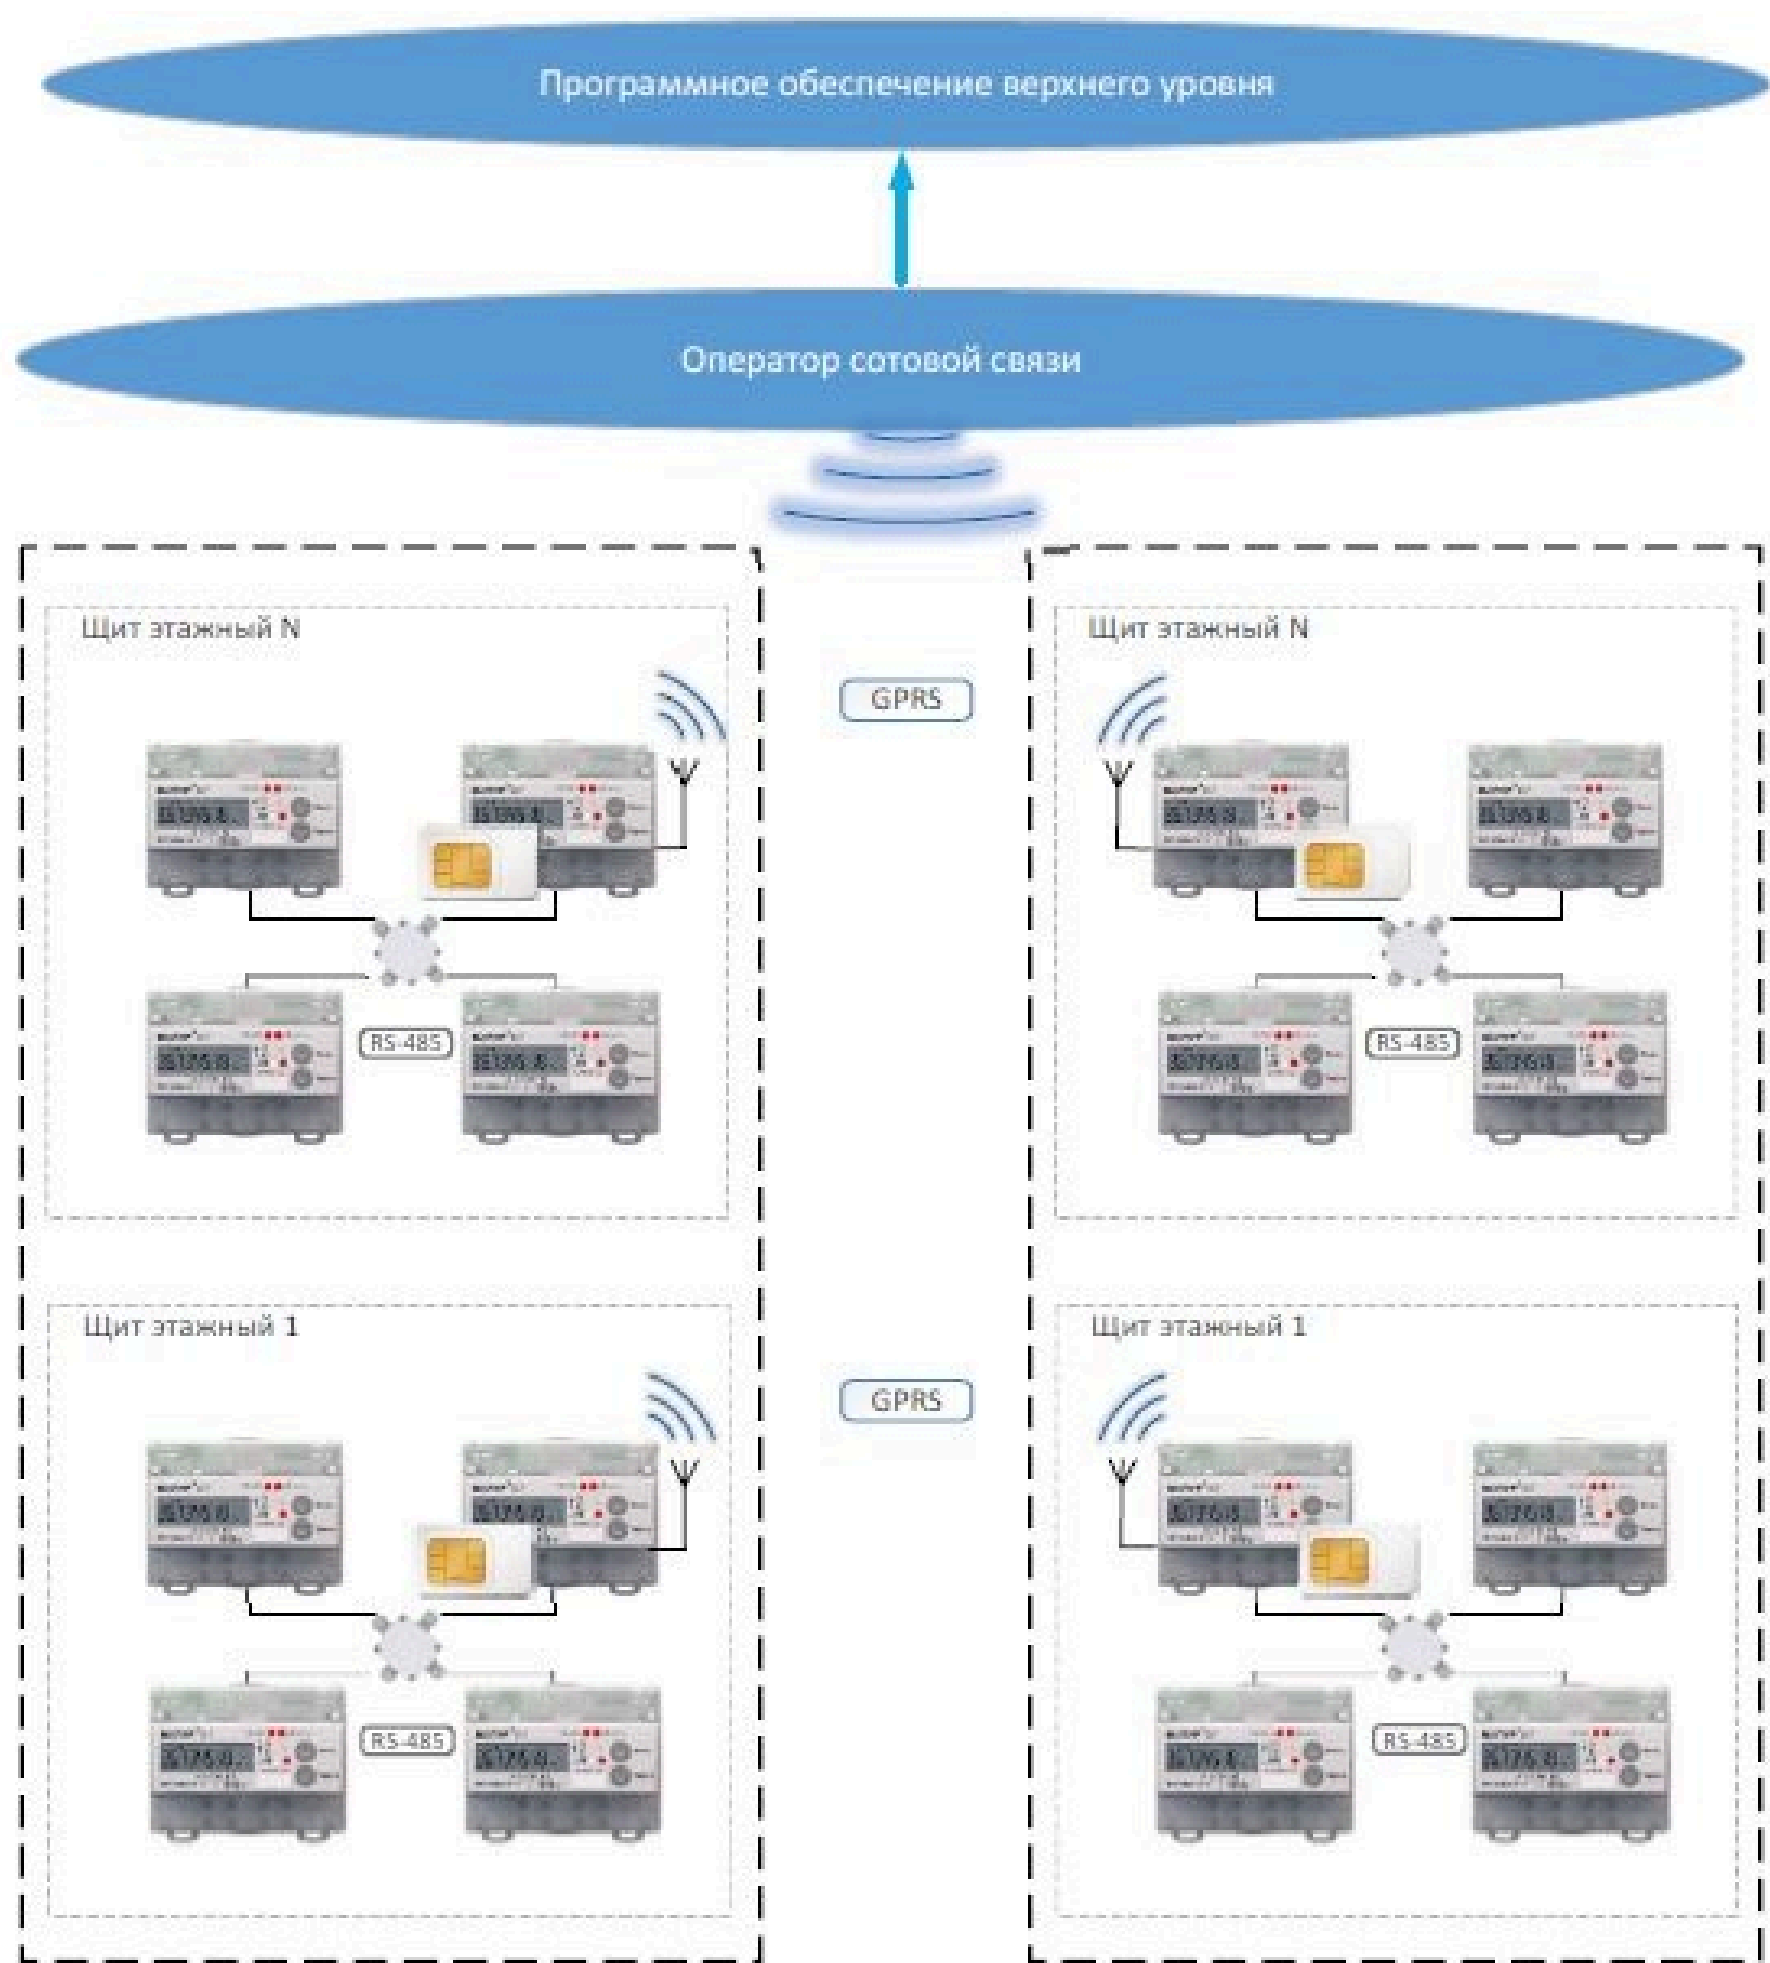 Программное обеспечение верхнего уровня
Оператор сотовой связи
Щит этажный N
Щит этажный N
GPRS
RS-485
RS-485
Щит этажный 1
Щит этажный 1
GPRS
RS-485
RS-485